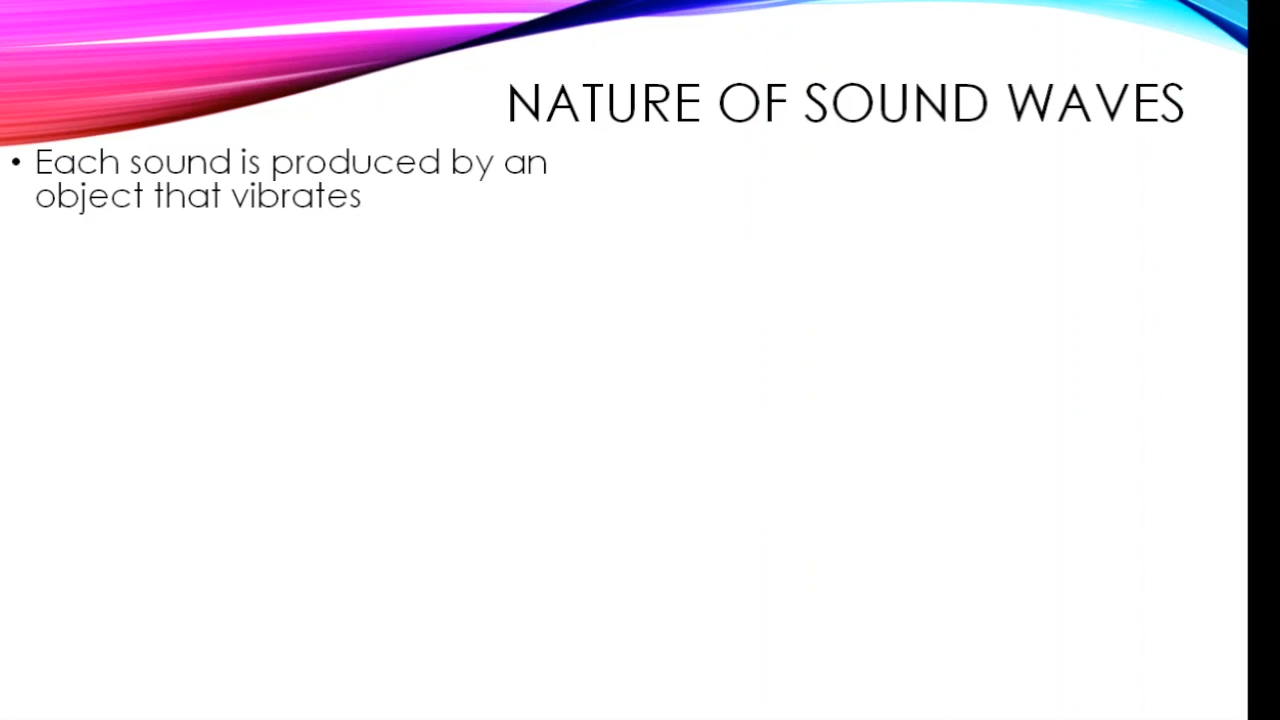 NATURE OF SOUND WAVES
• Each sound is produced by an
object that vibrates